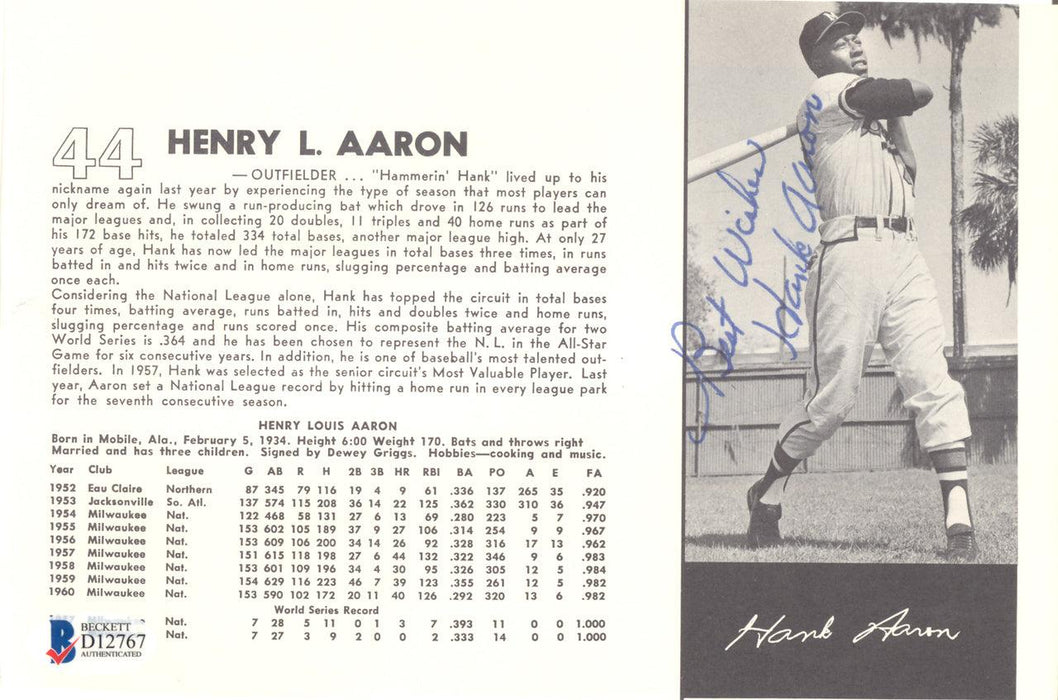 44 HENRY L. AARON
— OUTFIELDER ... "Hammerin' Hank" lived up to his
nickname again last year by experiencing the type of season that most players can
only dream of. He swung a run-producing bat which drove in 126 runs to lead the
major leagues and, in collecting 20 doubles, 11 triples and 40 home runs as part of
his 172 base hits, he totaled 334 total bases, another major league high. At only 27
years of age, Hank has now led the major leagues in total bases three times, in runs
batted in and hits twice and in home runs, slugging percentage and batting average
once each.
Considering the National League alone, Hank has topped the circuit in total bases
four times, batting average, runs batted in, hits and doubles twice and home runs,
slugging percentage and runs scored once. His composite batting average for two
World Series is .364 and he has been chosen to represent the N.L. in the All-Star
Game for six consecutive years. In addition, he is one of baseball's most talented out-
fielders. In 1957, Hank was selected as the senior circuit's Most Valuable Player. Last
year, Aaron set a National League record by hitting a home run in every league park
for the seventh consecutive season.
HENRY LOUIS AARON
Born in Mobile, Ala., February 5, 1934. Height 6:00 Weight 170. Bats and throws right
Married and has three children. Signed by Dewey Griggs. Hobbies—cooking and music.
Year Club League G AB R H 2B 3B HR RBI BA PO A E FA
1952 Eau Claire Northern 87 345 79 116 19 4 9 61 .336 137 265 35 .920
1953 Jacksonville So. Atl. 137 574 115 208 36 14 22 125 .362 330 310 36 .947
1954 Milwaukee Nat. 122 468 58 131 27 6 13 69 .280 223 5 7 .970
1955 Milwaukee Nat. 153 602 105 189 37 9 27 106 .314 254 9 9 .967
1956 Milwaukee Nat. 153 609 106 200 34 14 26 92 .328 316 17 13 .962
1957 Milwaukee Nat. 151 615 118 198 27 6 44 132 .322 346 9 6 .983
1958 Milwaukee Nat. 153 601 109 196 34 4 30 95 .326 305 12 5 .984
1959 Milwaukee Nat. 154 629 116 223 46 7 39 123 .355 261 12 5 .982
1960 Milwaukee Nat. 153 590 102 172 20 11 40 126 .292 320 13 6 .982
World Series Record
Nat. 7 28 5 11 0 1 3 7 .393 11 0 0 1.000
Nat. 7 27 3 9 2 0 0 2 .333 14 0 0 1.000
B BECKETT
D12767
AUTHENTICATED
Best Wishes
Hank Aaron
Hank Aaron